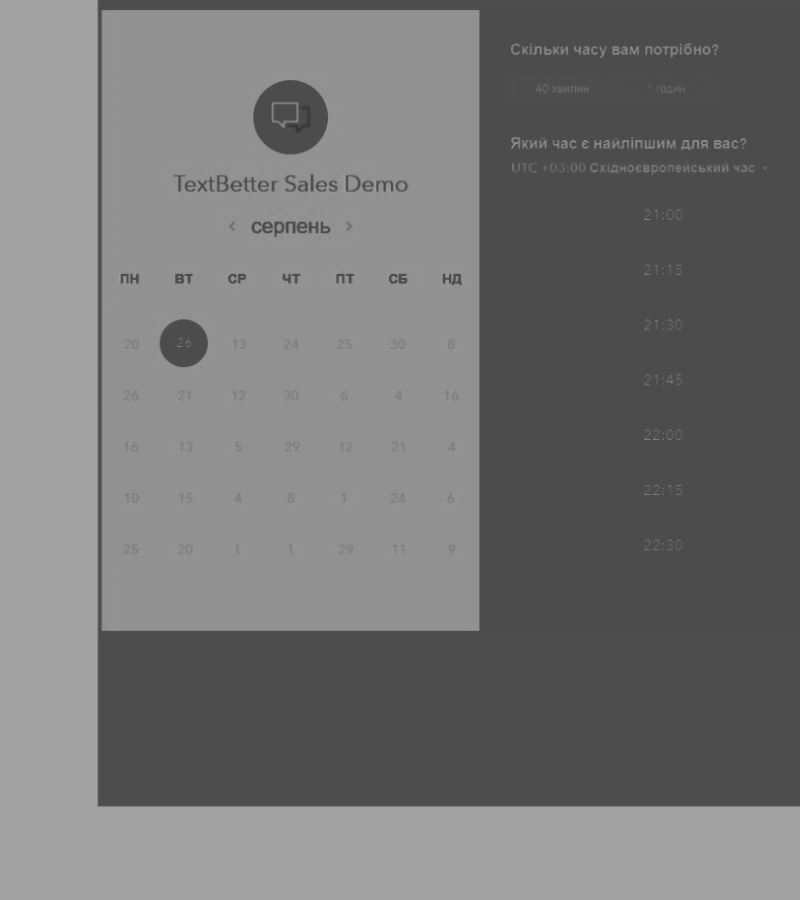 TextBetter Sales Demo
‹ серпень ›
ПН ВТ СР ЧТ ПТ СБ НД
20 26 13 24 25 30 8
26 21 12 30 6 4 16
16 13 5 29 12 21 4
10 15 4 8 1 24 6
25 20 1 1 29 11 9
Скільки часу вам потрібно?
40 хвилин 1 годин
Який час є найліпшим для вас?
UTC +03:00 Східноєвропейський час
21:00
21:15
21:30
21:45
22:00
22:15
22:30